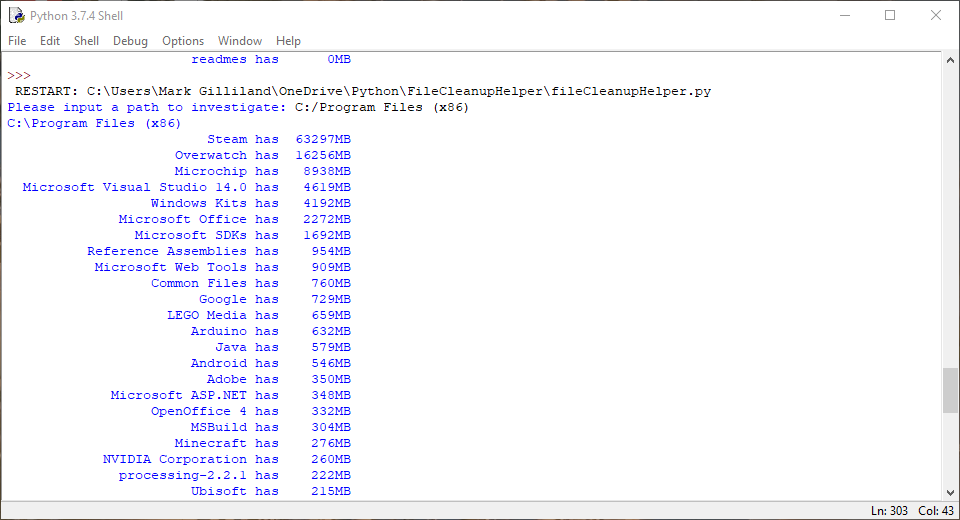 Python 3.7.4 Shell
File Edit Shell Debug Options Window Help
readmes has 0MB
>>>
RESTART: C:\Users\Mark Gilliland\OneDrive\Python\FileCleanupHelper\fileCleanupHelper.py
Please input a path to investigate: C:/Program Files (x86)
C:\Program Files (x86)
Steam has 63297MB
Overwatch has 16256MB
Microchip has 8938MB
Microsoft Visual Studio 14.0 has 4619MB
Windows Kits has 4192MB
Microsoft Office has 2272MB
Microsoft SDKs has 1692MB
Reference Assemblies has 954MB
Microsoft Web Tools has 909MB
Common Files has 760MB
Google has 729MB
LEGO Media has 659MB
Arduino has 632MB
Java has 579MB
Android has 546MB
Adobe has 350MB
Microsoft ASP.NET has 348MB
OpenOffice 4 has 332MB
MSBuild has 304MB
Minecraft has 276MB
NVIDIA Corporation has 260MB
processing-2.2.1 has 222MB
Ubisoft has 215MB
Ln: 303 Col: 43